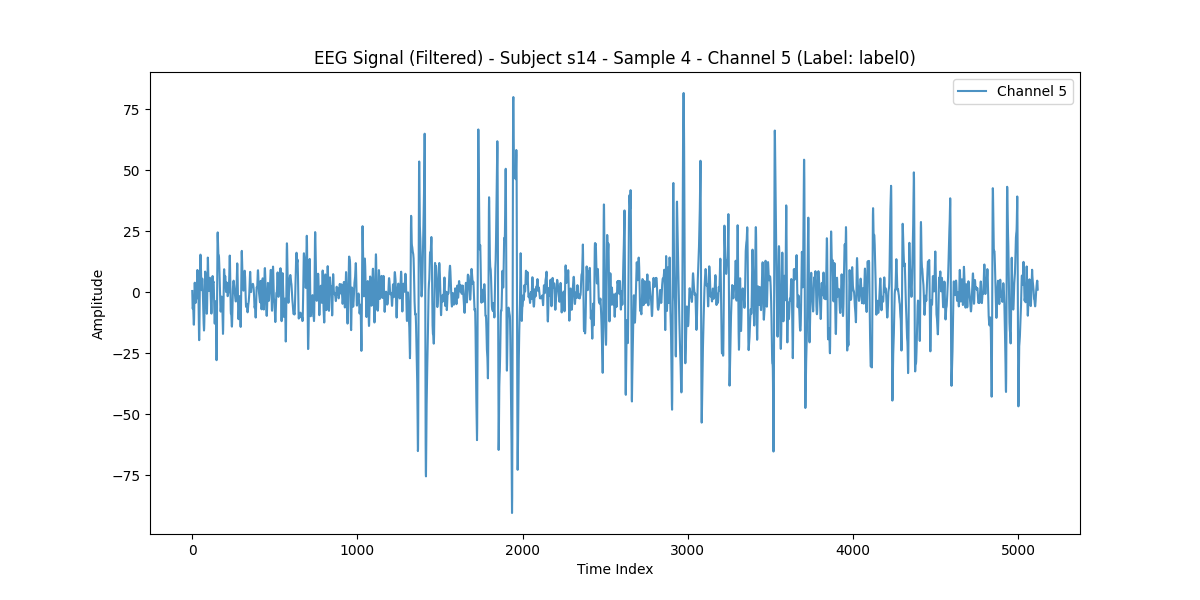 EEG Signal (Filtered) - Subject s14 - Sample 4 - Channel 5 (Label: label0)
Channel 5
75
50
25
0
−25
−50
−75
Amplitude
0 1000 2000 3000 4000 5000
Time Index